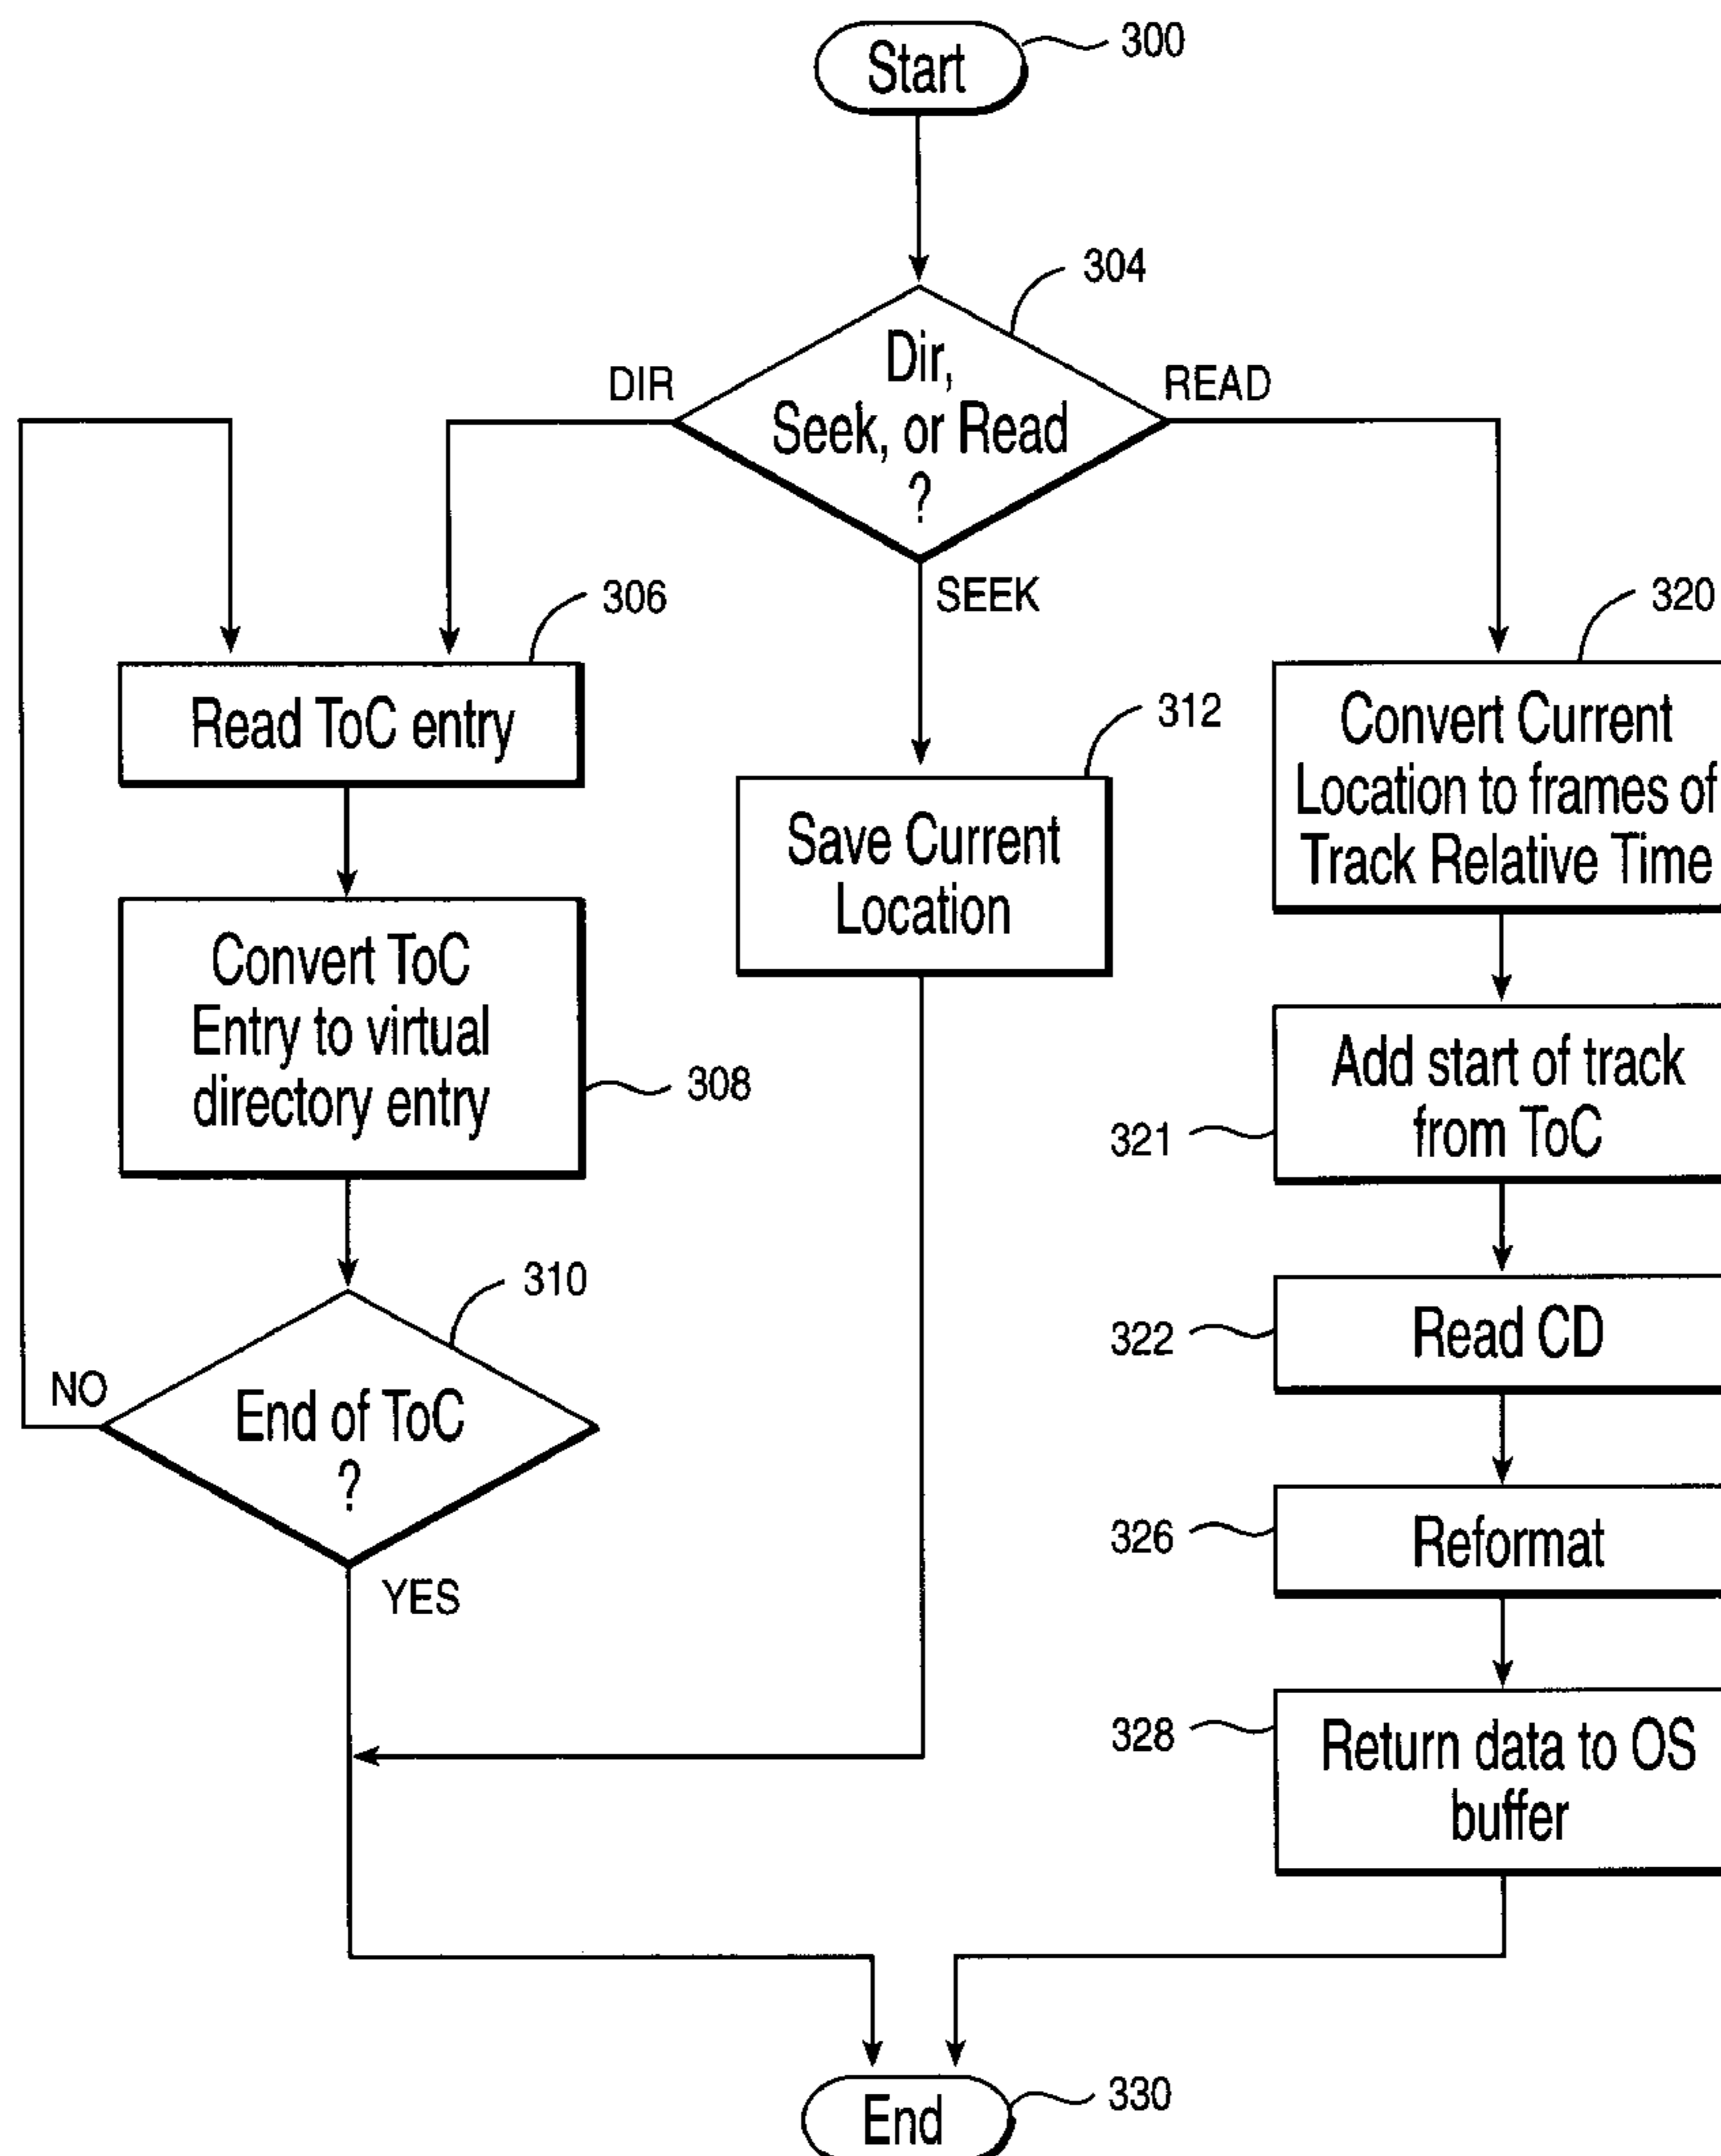 Start
300
304
Dir,
Seek, or Read
?
DIR
READ
SEEK
306
Read ToC entry
308
Convert ToC
Entry to virtual
directory entry
310
End of ToC
?
NO
YES
312
Save Current
Location
320
Convert Current
Location to frames of
Track Relative Time
321
Add start of track
from ToC
322
Read CD
326
Reformat
328
Return data to OS
buffer
End
330